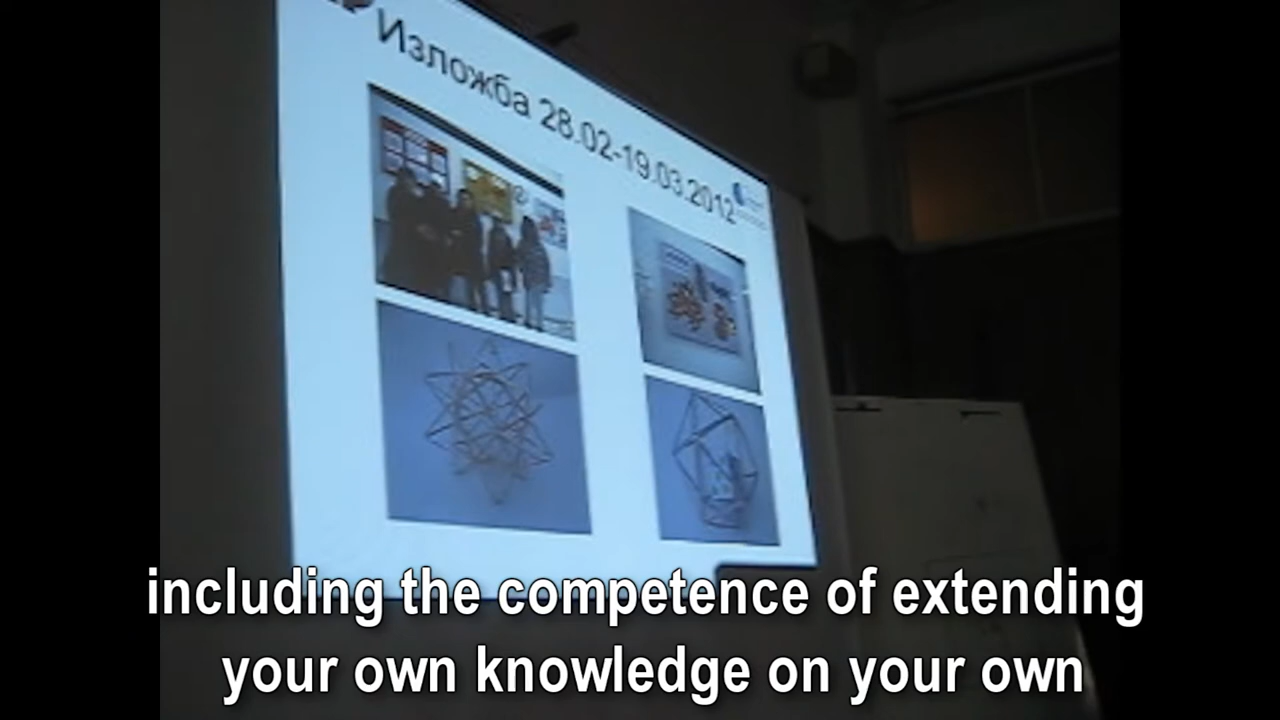 Изложба 28.02-19.03.2012
including the competence of extending
your own knowledge on your own